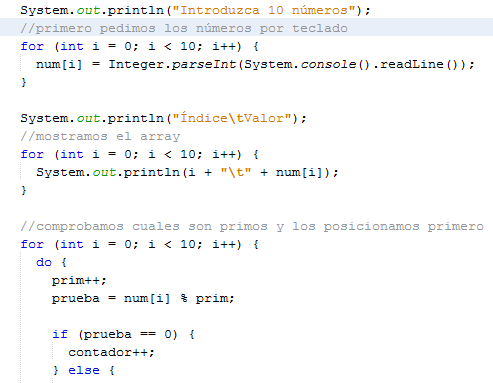 System.out.println("Introduzca 10 números");
//primero pedimos los números por teclado
for (int i = 0; i < 10; i++) {
  num[i] = Integer.parseInt(System.console().readLine());
}

System.out.println("Índice\tValor");
//mostramos el array
for (int i = 0; i < 10; i++) {
  System.out.println(i + "\t" + num[i]);
}

//comprobamos cuales son primos y los posicionamos primero
for (int i = 0; i < 10; i++) {
  do {
    prim++;
    prueba = num[i] % prim;

    if (prueba == 0) {
      contador++;
    } else {